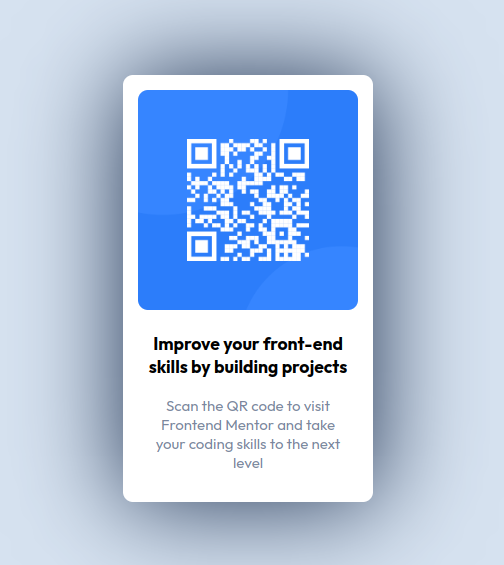 Improve your front-end
skills by building projects
Scan the QR code to visit
Frontend Mentor and take
your coding skills to the next
level